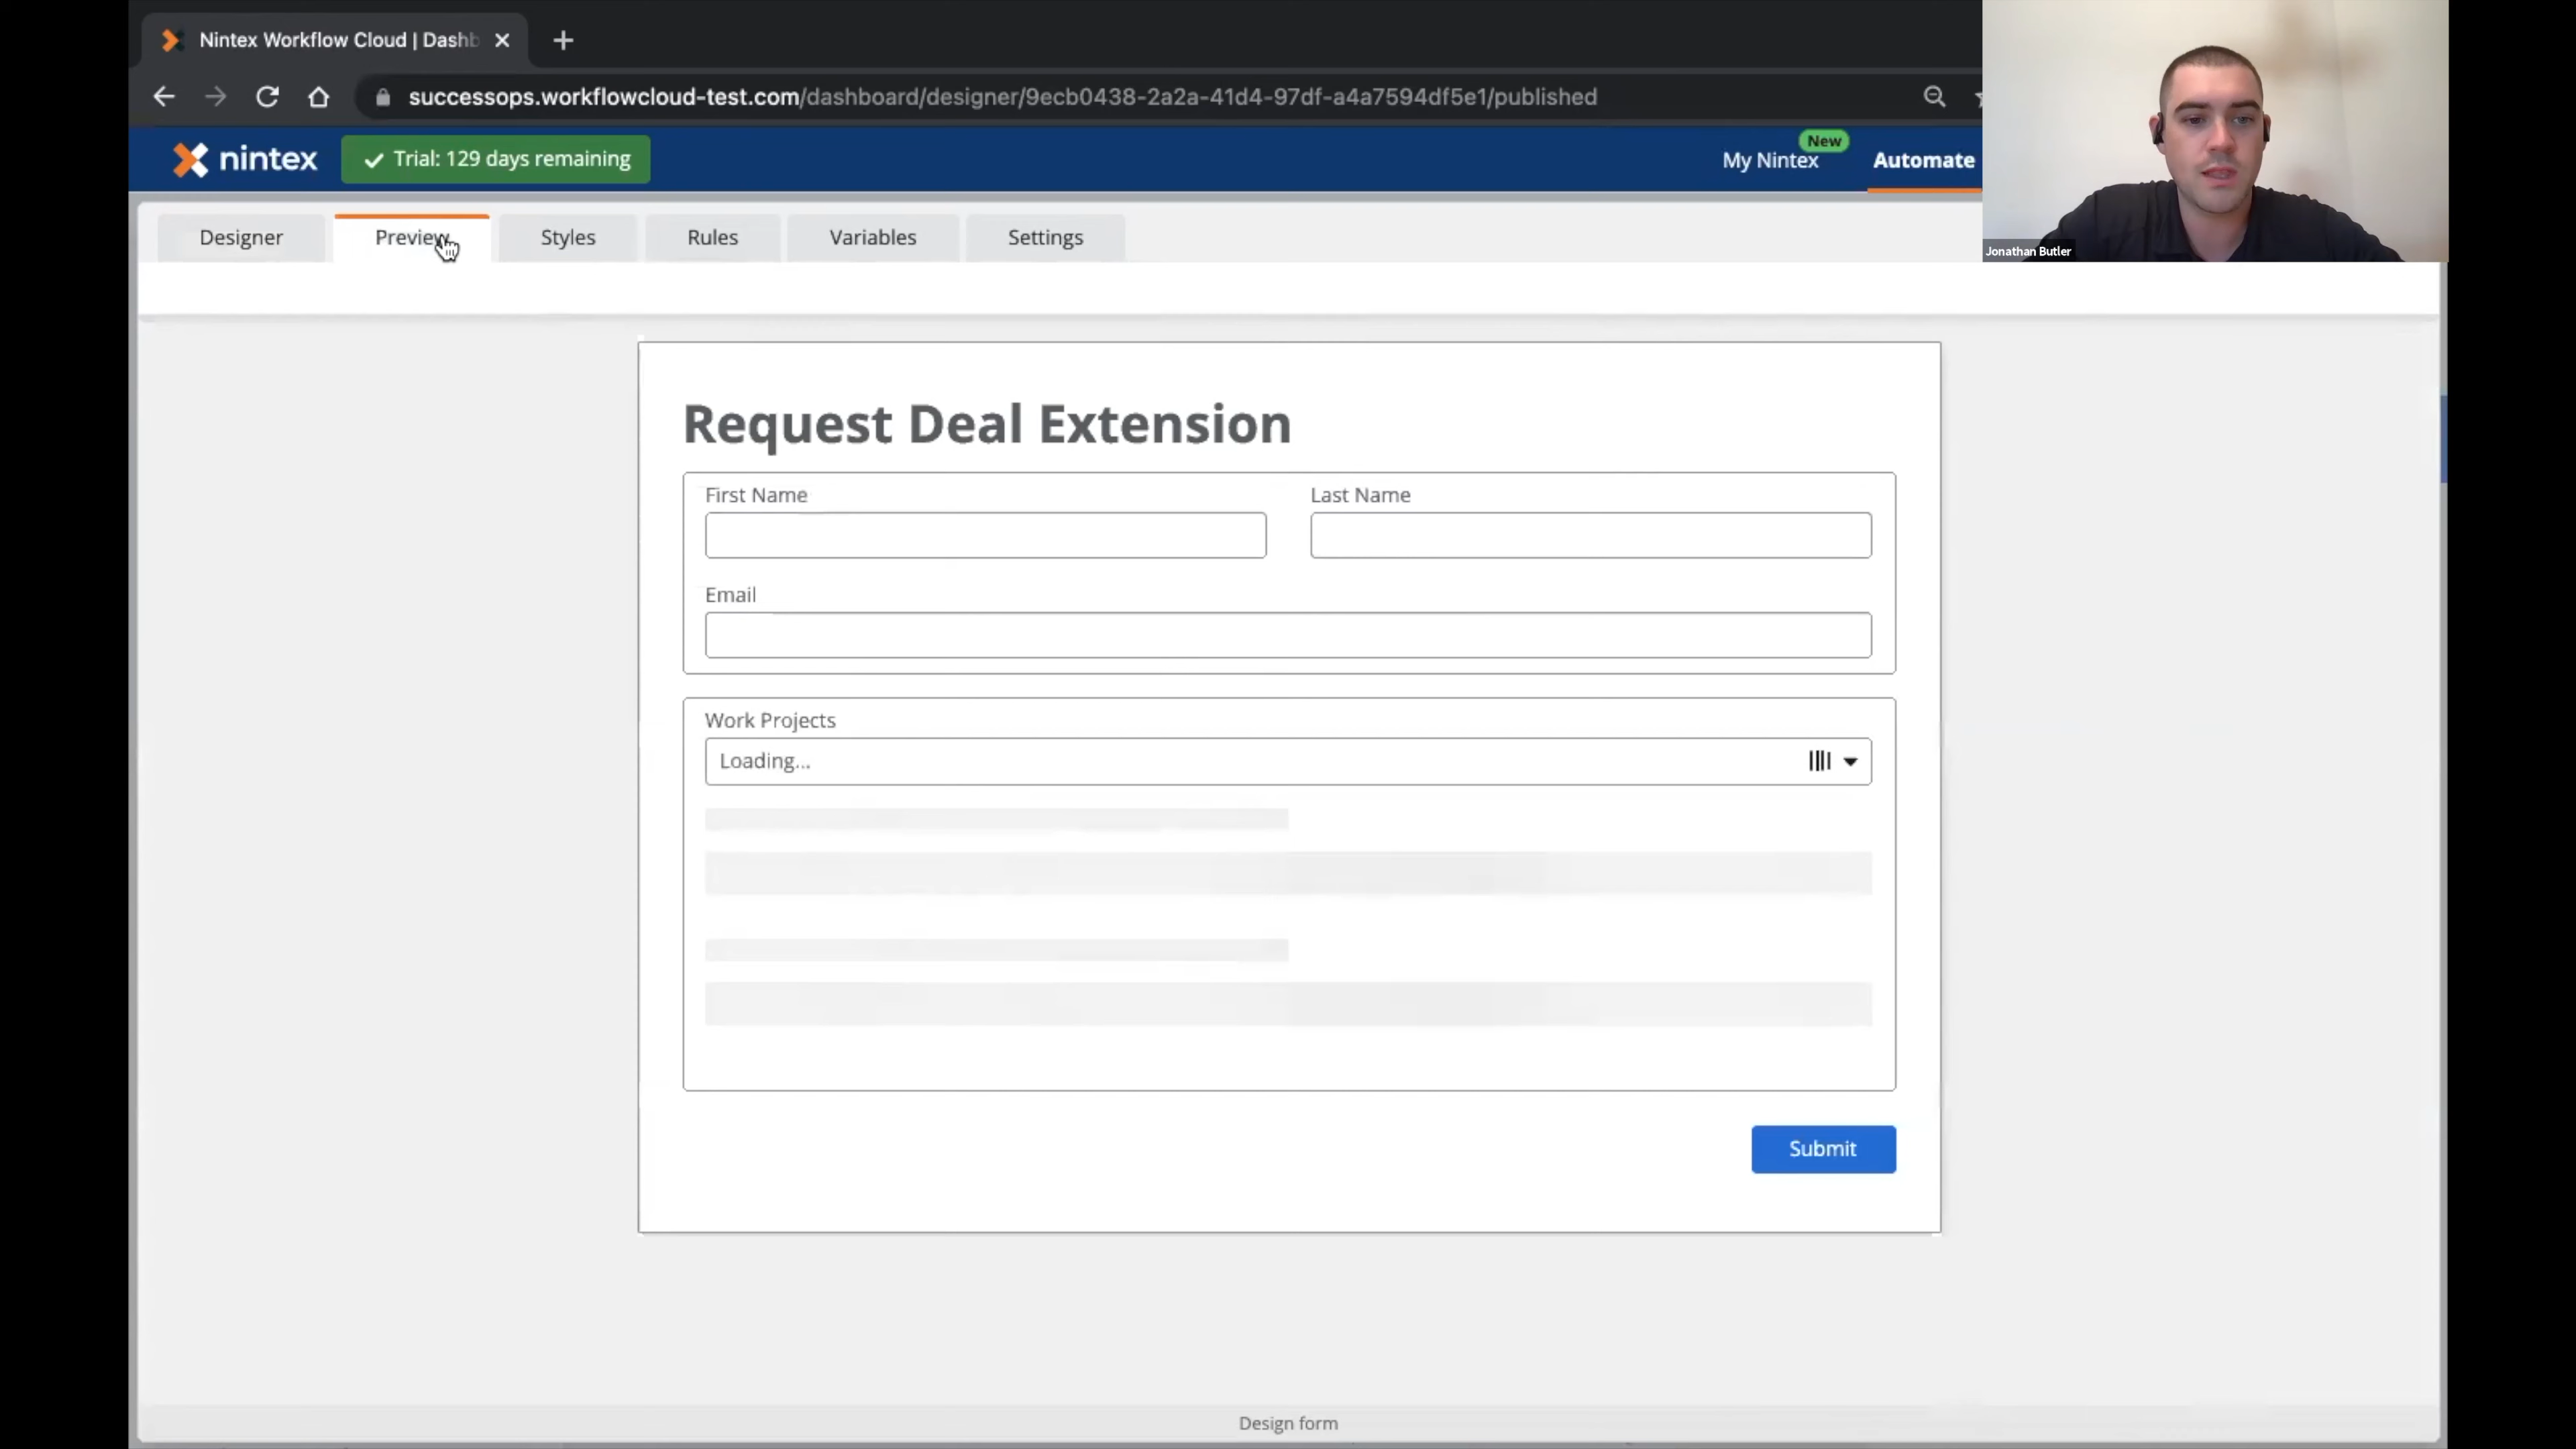 Nintex Workflow Cloud | Dashb
successops.workflowcloud-test.com/dashboard/designer/9ecb0438-2a2a-41d4-97df-a4a7594df5e1/published
nintex
Trial: 129 days remaining
My Nintex
New
Automate
Jonathan Butler
Designer
Preview
Styles
Rules
Variables
Settings
Request Deal Extension
First Name
Last Name
Email
Work Projects
Loading...
Submit
Design form